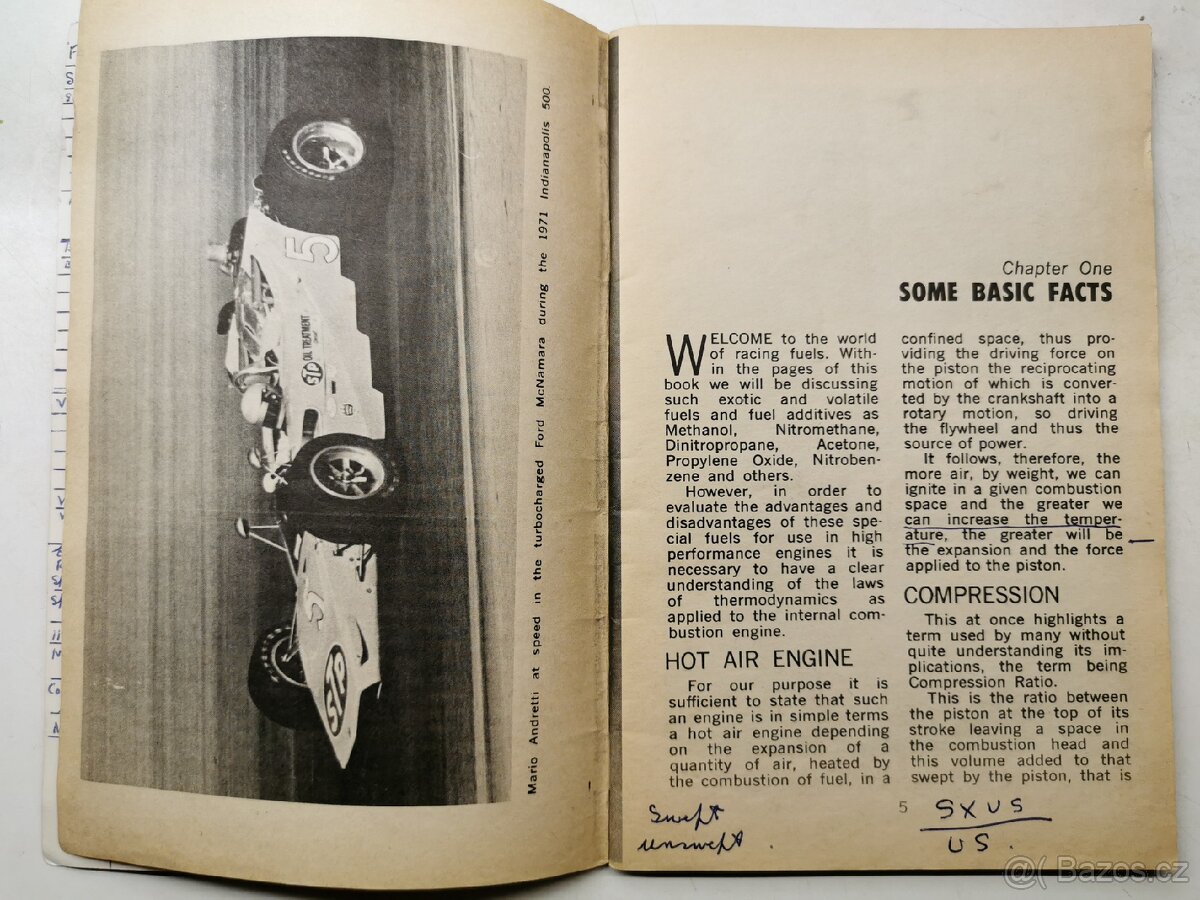 5
STP
OIL TREATMENT
5
STP
Mario Andretti at speed in the turbocharged Ford McNamara during the 1971 Indianapolis 500.
Chapter One
SOME BASIC FACTS
WELCOME to the world
of racing fuels. With-
in the pages of this
book we will be discussing
such exotic and volatile
fuels and fuel additives as
Methanol, Nitromethane,
Dinitropropane, Acetone,
Propylene Oxide, Nitroben-
zene and others.
However, in order to
evaluate the advantages and
disadvantages of these spe-
cial fuels for use in high
performance engines it is
necessary to have a clear
understanding of the laws
of thermodynamics as
applied to the internal com-
bustion engine.
HOT AIR ENGINE
For our purpose it is
sufficient to state that such
an engine is in simple terms
a hot air engine depending
on the expansion of a
quantity of air, heated by
the combustion of fuel, in a
confined space, thus pro-
viding the driving force on
the piston the reciprocating
motion of which is conver-
ted by the crankshaft into a
rotary motion, so driving
the flywheel and thus the
source of power.
It follows, therefore, the
more air, by weight, we can
ignite in a given combustion
space and the greater we
can increase the temper-
ature, the greater will be
the expansion and the force
applied to the piston.
COMPRESSION
This at once highlights a
term used by many without
quite understanding its im-
plications, the term being
Compression Ratio.
This is the ratio between
the piston at the top of its
stroke leaving a space in
the combustion head and
this volume added to that
swept by the piston, that is
5
Swept
unswept .
S X U S
U S .
@( Bazos.cz